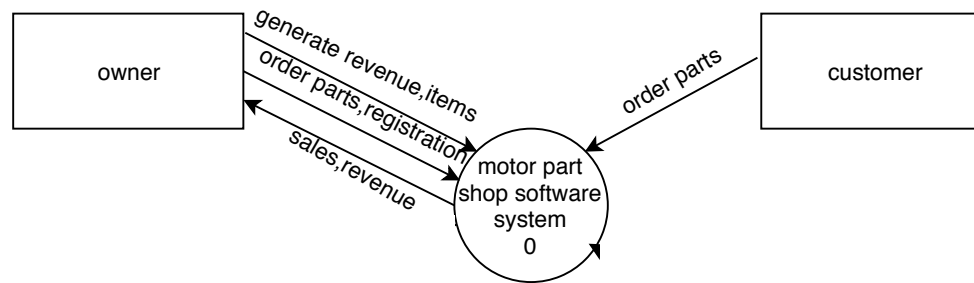 owner
generate revenue,items
order parts,registration
sales,revenue
order parts
customer
motor part
shop software
system
0